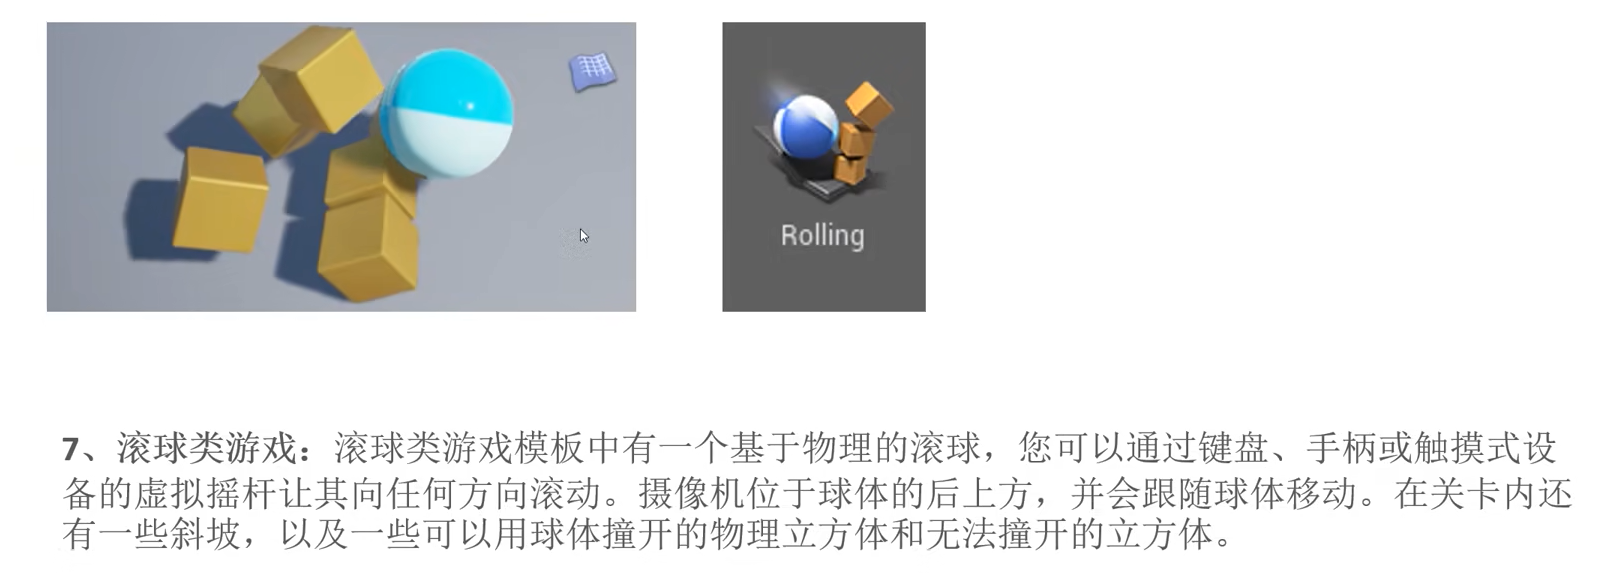 Rolling
7、滚球类游戏：滚球类游戏模板中有一个基于物理的滚球，您可以通过键盘、手柄或触摸式设
备的虚拟摇杆让其向任何方向滚动。摄像机位于球体的后上方，并会跟随球体移动。在关卡内还
有一些斜坡，以及一些可以用球体撞开的物理立方体和无法撞开的立方体。